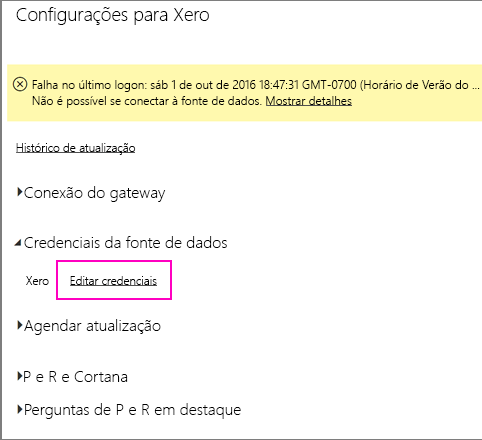 Configurações para Xero
Falha no último logon: sáb 1 de out de 2016 18:47:31 GMT-0700 (Horário de Verão do ...
Não é possível se conectar à fonte de dados. Mostrar detalhes
Histórico de atualização
Conexão do gateway
Credenciais da fonte de dados
Xero Editar credenciais
Agendar atualização
P e R e Cortana
Perguntas de P e R em destaque